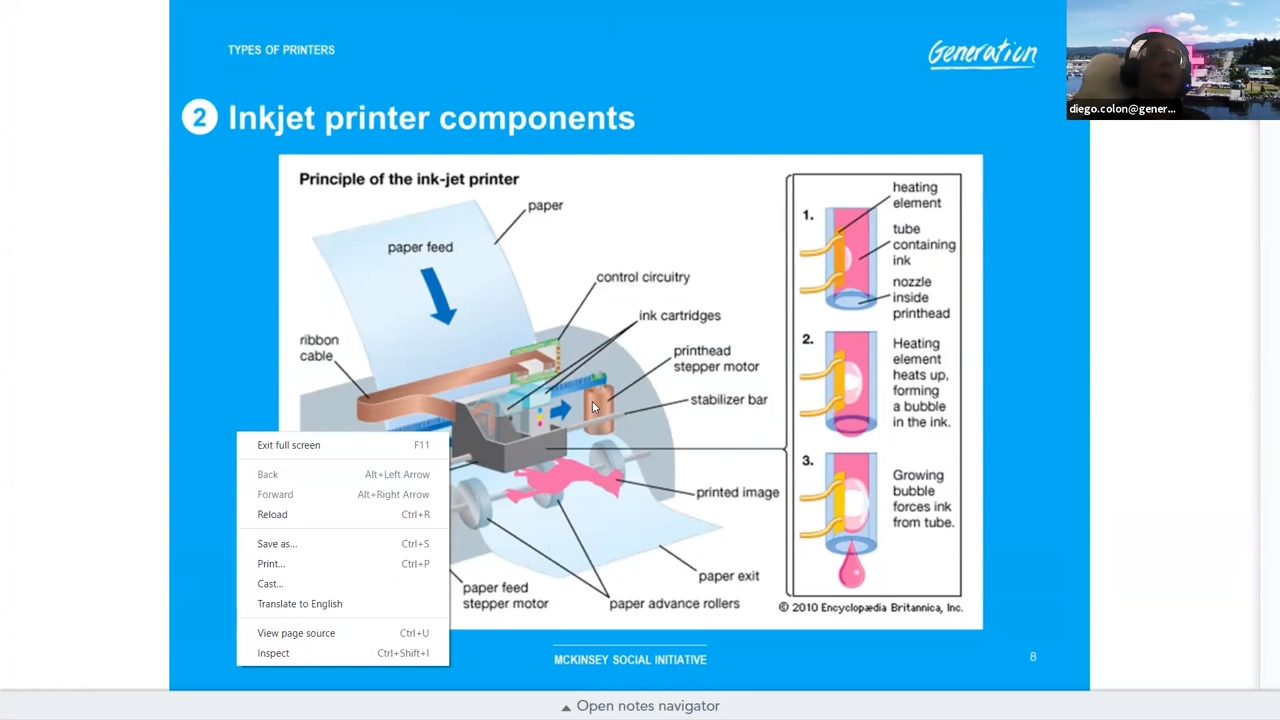 TYPES OF PRINTERS
Generation
diego.colon@gener...
2 Inkjet printer components
Principle of the ink-jet printer
paper
paper feed
control circuitry
ink cartridges
ribbon
cable
printhead
stepper motor
stabilizer bar
printed image
paper exit
paper feed
stepper motor
paper advance rollers
1.
heating
element
tube
containing
ink
nozzle
inside
printhead
2.
Heating
element
heats up,
forming
a bubble
in the ink.
3.
Growing
bubble
forces ink
from tube.
© 2010 Encyclopædia Britannica, Inc.
Exit full screen F11
Back Alt+Left Arrow
Forward Alt+Right Arrow
Reload Ctrl+R
Save as... Ctrl+S
Print... Ctrl+P
Cast...
Translate to English
View page source Ctrl+U
Inspect Ctrl+Shift+I
MCKINSEY SOCIAL INITIATIVE
8
Open notes navigator